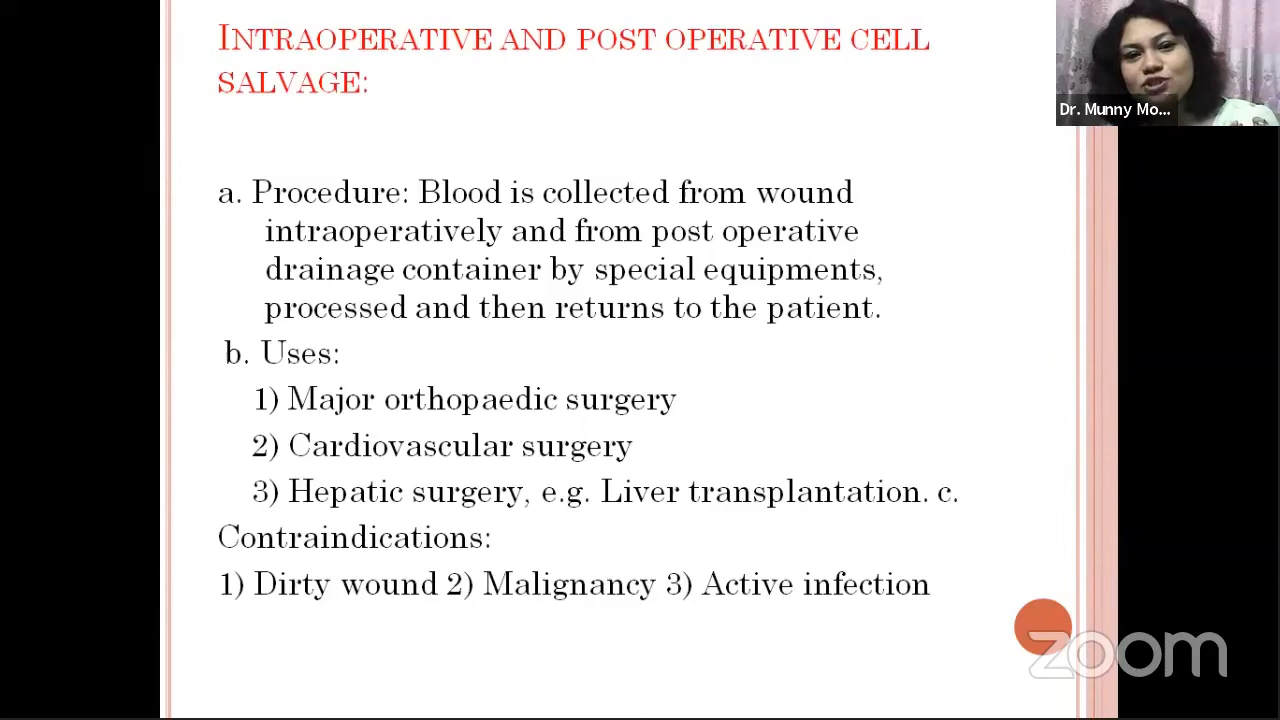 INTRAOPERATIVE AND POST OPERATIVE CELL
SALVAGE:
Dr. Munny Mo...
a. Procedure: Blood is collected from wound
intraoperatively and from post operative
drainage container by special equipments,
processed and then returns to the patient.
b. Uses:
1) Major orthopaedic surgery
2) Cardiovascular surgery
3) Hepatic surgery, e.g. Liver transplantation. c.
Contraindications:
1) Dirty wound 2) Malignancy 3) Active infection
zoom